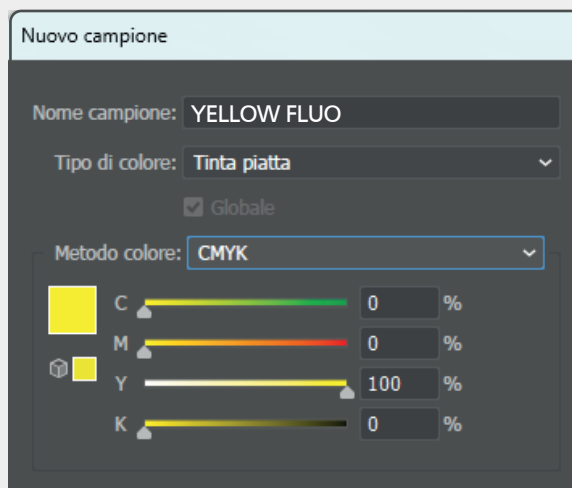 Nuovo campione
Nome campione: YELLOW FLUO
Tipo di colore: Tinta piatta
Globale
Metodo colore: CMYK
C 0 %
M 0 %
Y 100 %
K 0 %